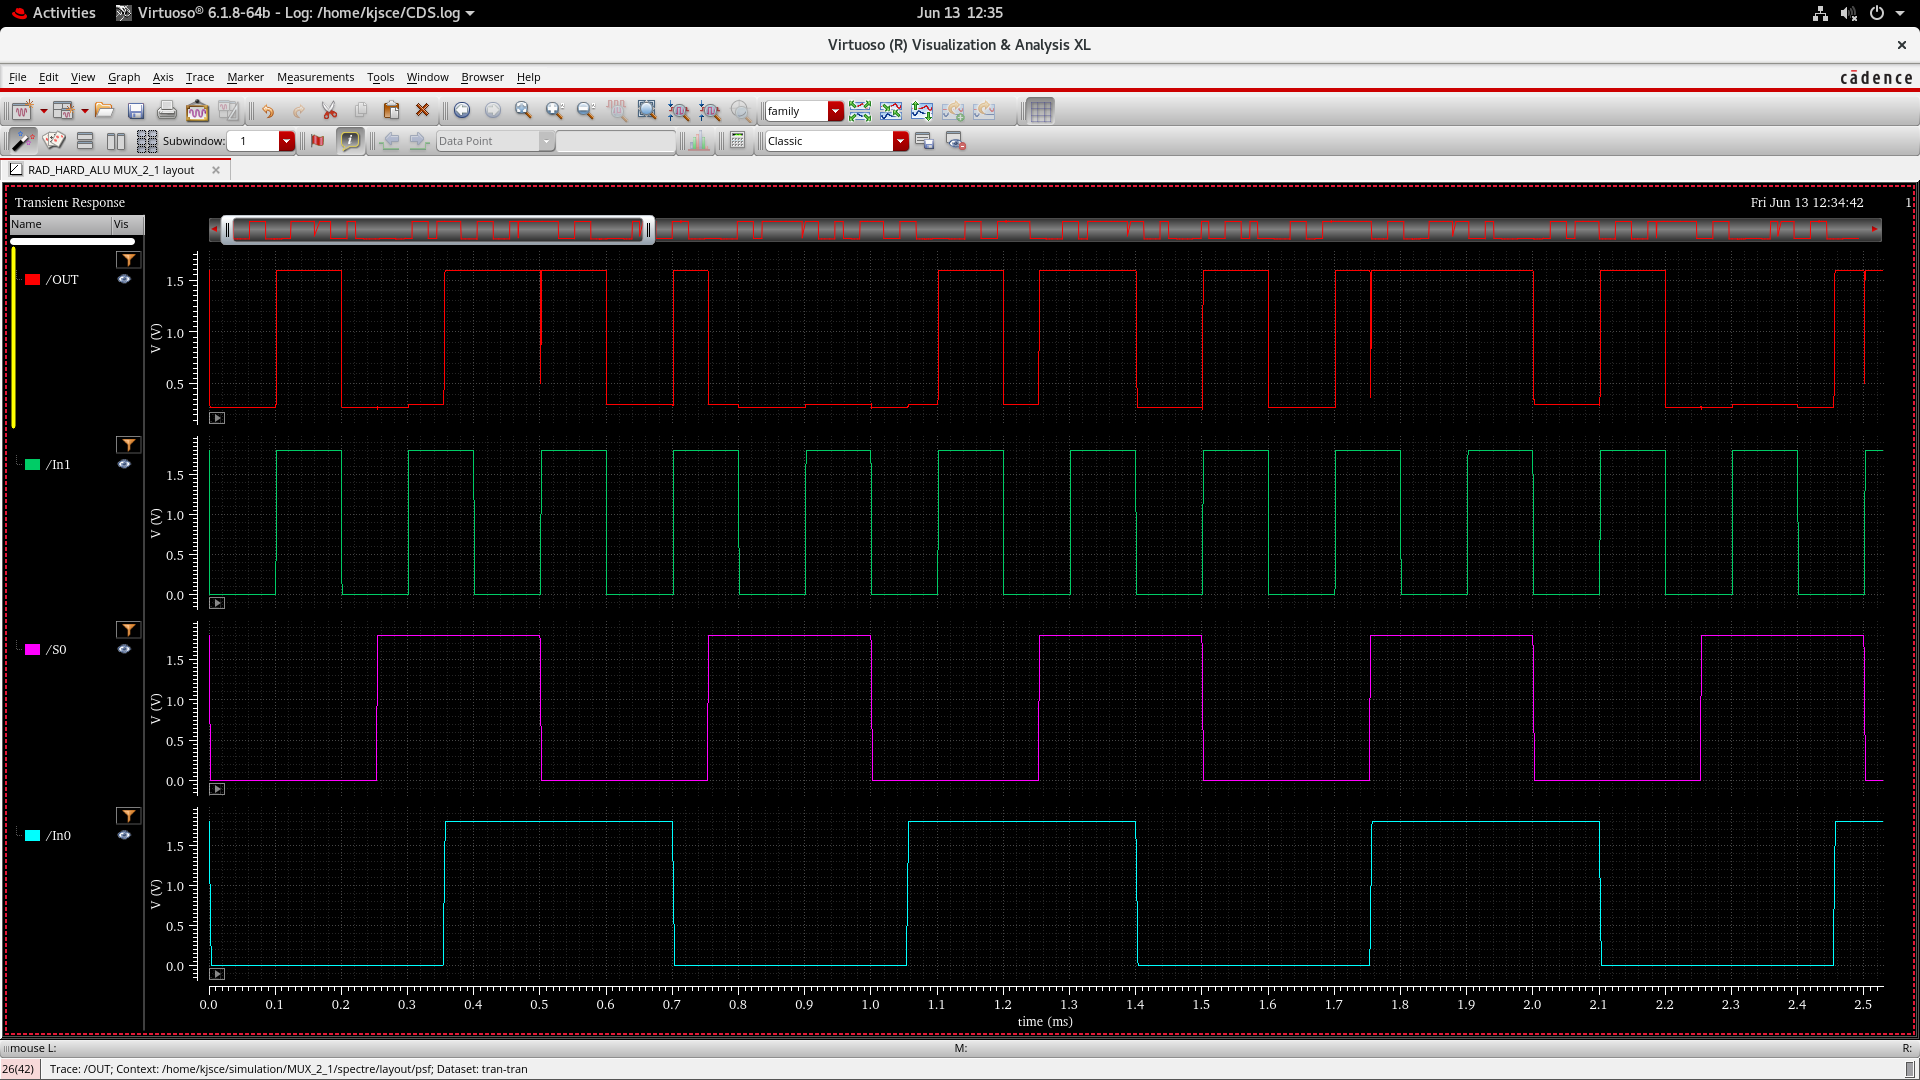 Activities Virtuoso® 6.1.8-64b - Log: /home/kjsce/CDS.log Jun 13 12:35
Virtuoso (R) Visualization & Analysis XL ×
File Edit View Graph Axis Trace Marker Measurements Tools Window Browser Help cādence
family
Subwindow: 1 Data Point Classic
RAD_HARD_ALU MUX_2_1 layout
Transient Response Fri Jun 13 12:34:42 1
Name Vis
/OUT
V (V)
1.5
1.0
0.5
/In1
V (V)
1.5
1.0
0.5
0.0
/S0
V (V)
1.5
1.0
0.5
0.0
/In0
V (V)
1.5
1.0
0.5
0.0
0.0 0.1 0.2 0.3 0.4 0.5 0.6 0.7 0.8 0.9 1.0 1.1 1.2 1.3 1.4 1.5 1.6 1.7 1.8 1.9 2.0 2.1 2.2 2.3 2.4 2.5
time (ms)
mouse L: M: R:
26(42) Trace: /OUT; Context: /home/kjsce/simulation/MUX_2_1/spectre/layout/psf; Dataset: tran-tran